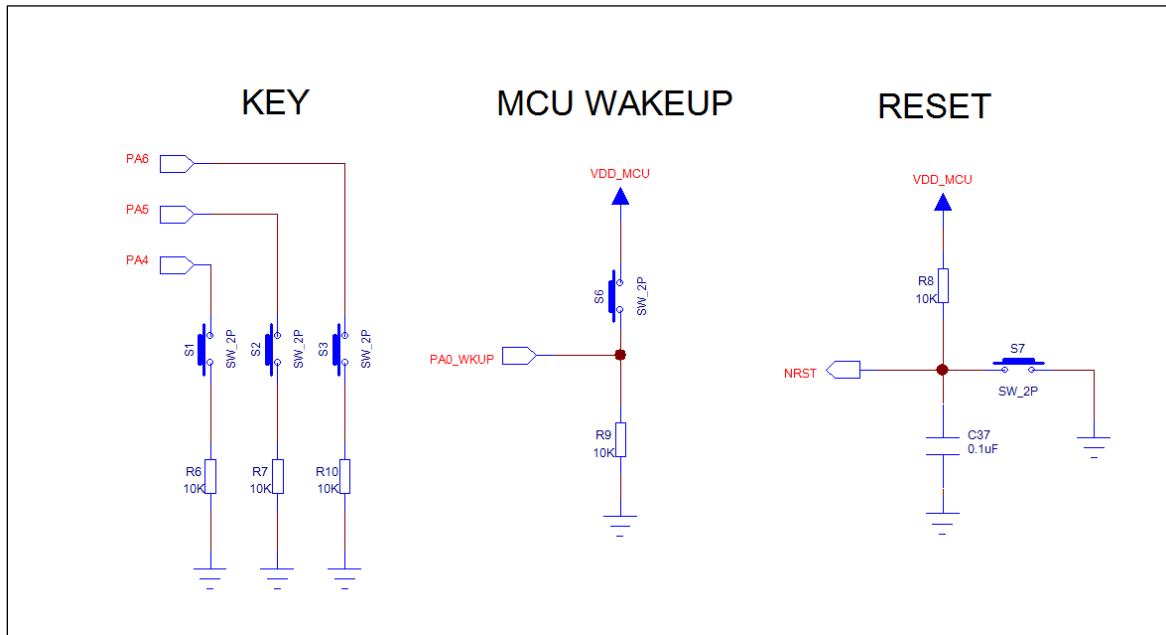 KEY
PA6
PA5
PA4
S1
SW_2P
S2
SW_2P
S3
SW_2P
R6
10K
R7
10K
R10
10K
MCU WAKEUP
VDD_MCU
S6
SW_2P
PA0_WKUP
R9
10K
RESET
VDD_MCU
R8
10K
NRST
S7
SW_2P
C37
0.1uF